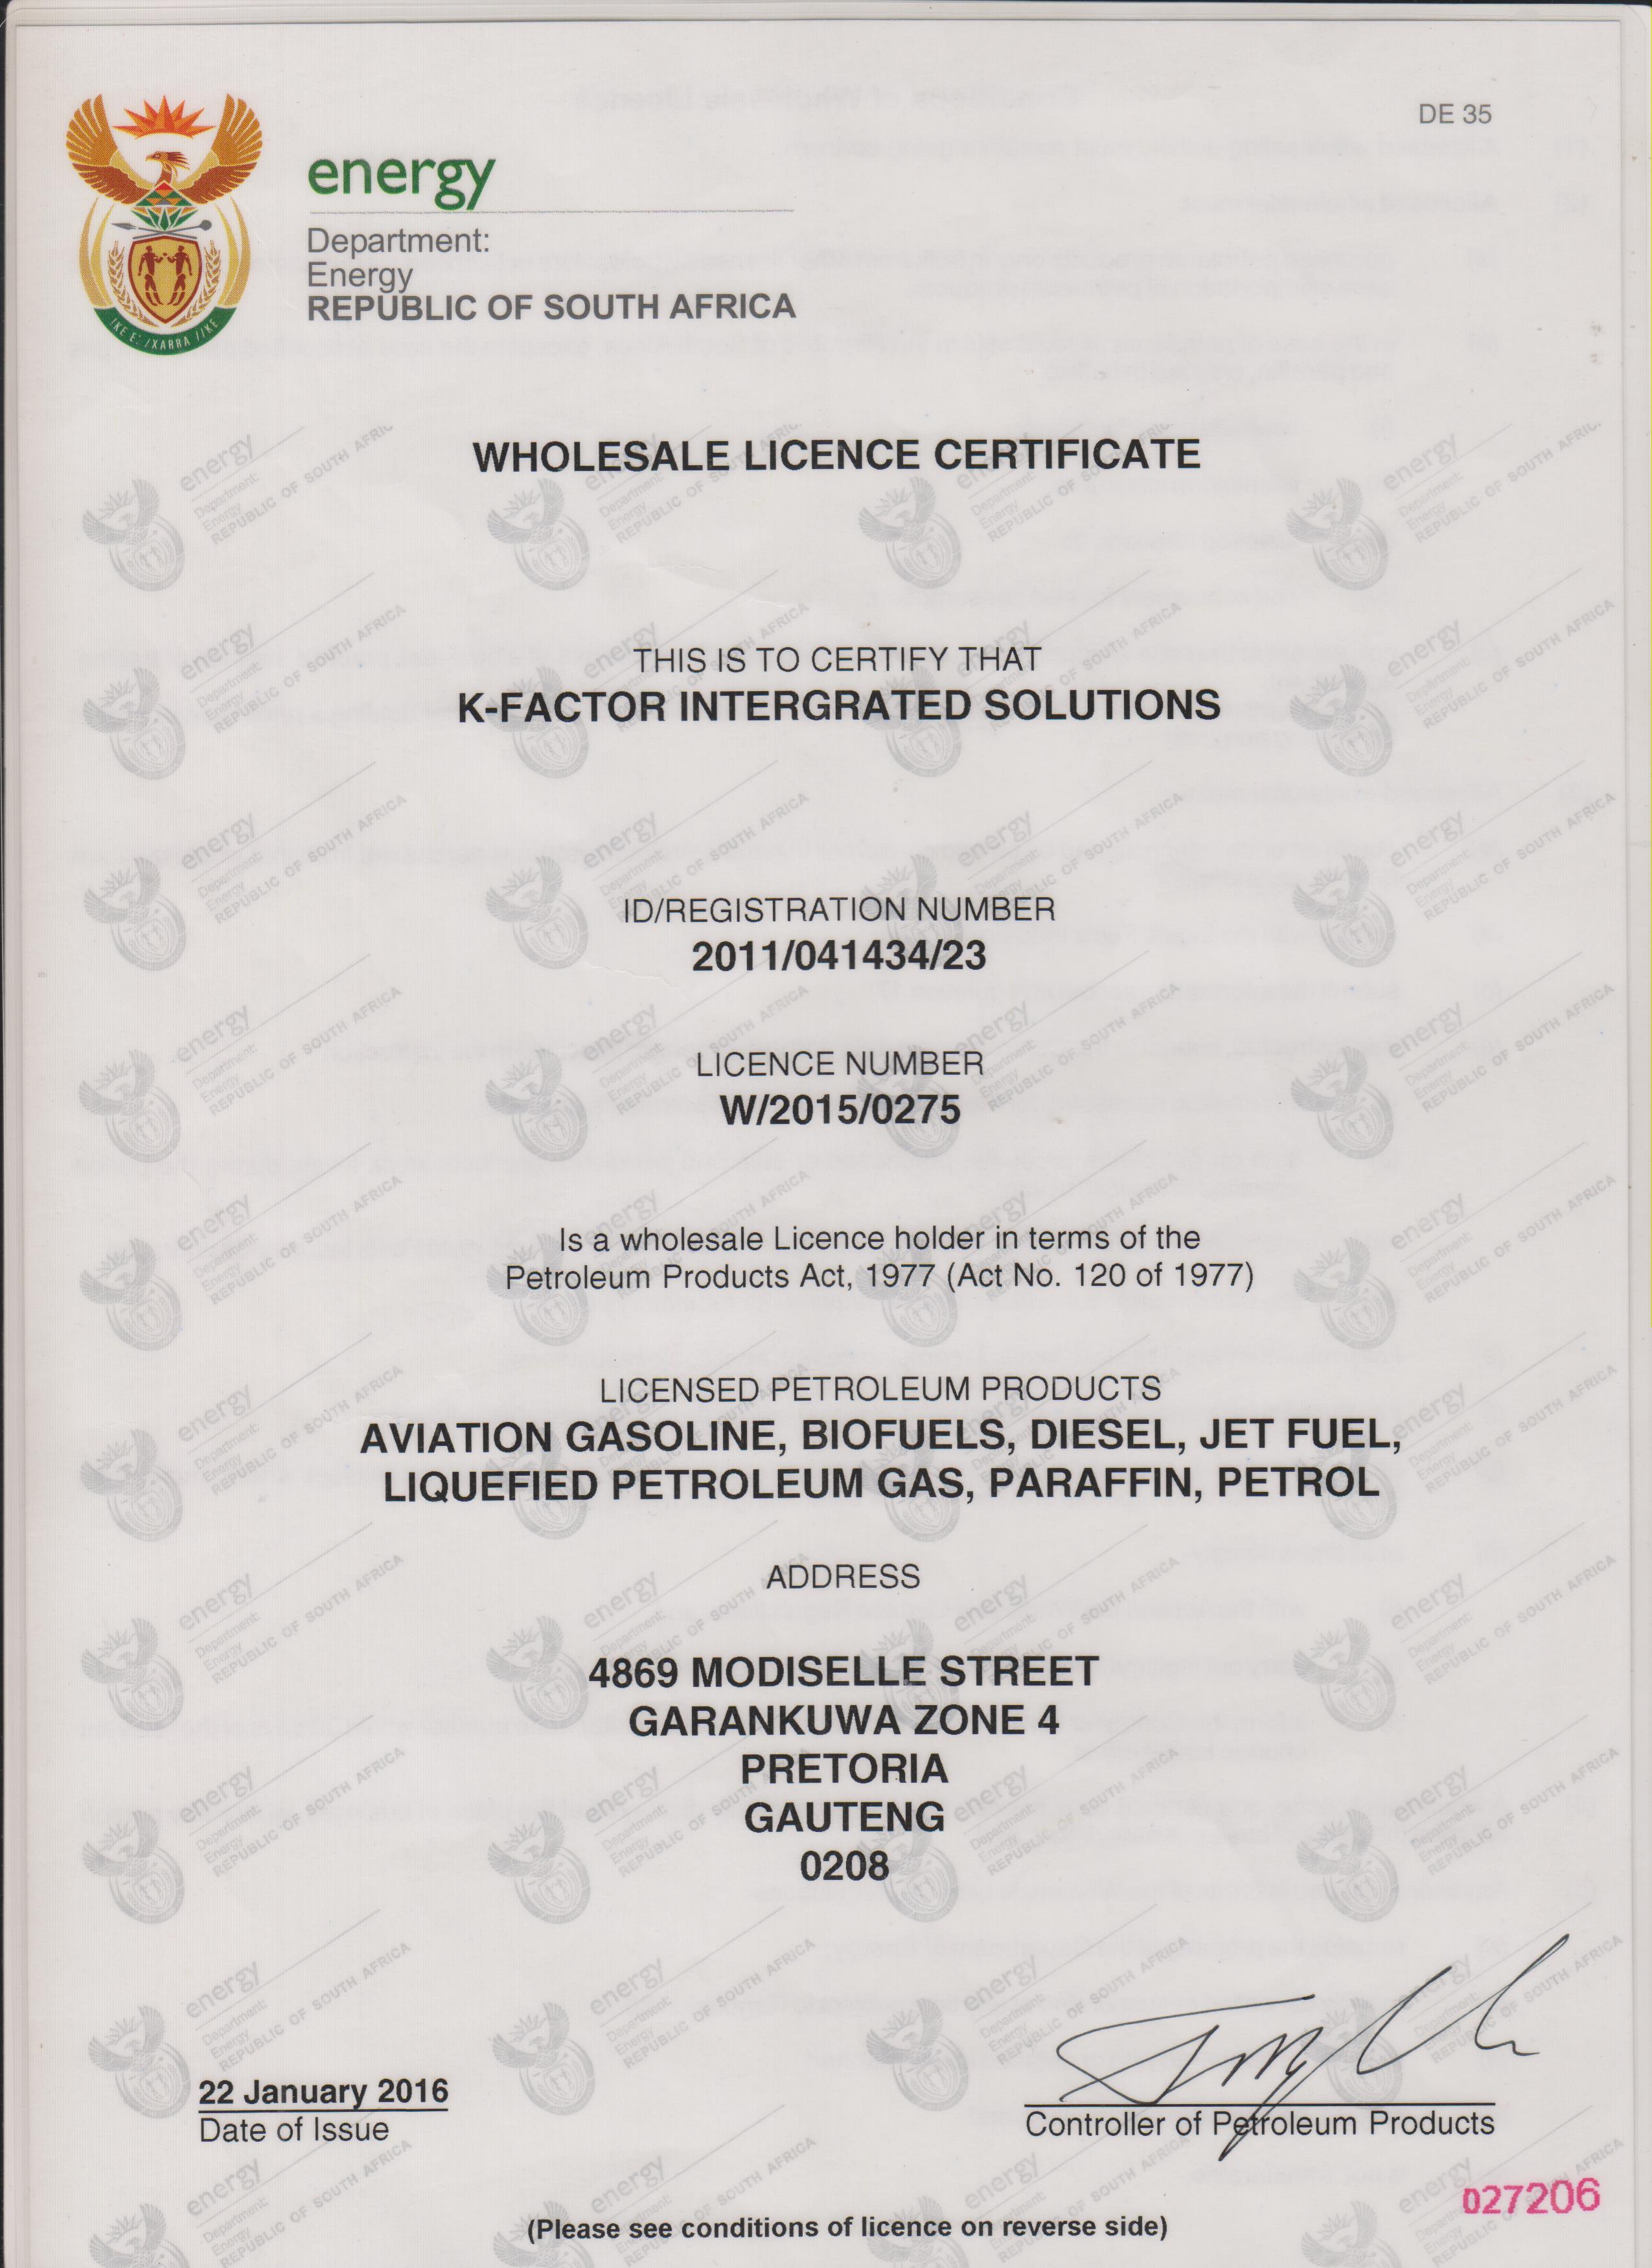 DE 35
energy
Department:
Energy
REPUBLIC OF SOUTH AFRICA
!KE E: /XARRA //KE
WHOLESALE LICENCE CERTIFICATE
THIS IS TO CERTIFY THAT
K-FACTOR INTERGRATED SOLUTIONS
ID/REGISTRATION NUMBER
2011/041434/23
LICENCE NUMBER
W/2015/0275
Is a wholesale Licence holder in terms of the
Petroleum Products Act, 1977 (Act No. 120 of 1977)
LICENSED PETROLEUM PRODUCTS
AVIATION GASOLINE, BIOFUELS, DIESEL, JET FUEL,
LIQUEFIED PETROLEUM GAS, PARAFFIN, PETROL
ADDRESS
4869 MODISELLE STREET
GARANKUWA ZONE 4
PRETORIA
GAUTENG
0208
22 January 2016
Date of Issue
Controller of Petroleum Products
027206
(Please see conditions of licence on reverse side)